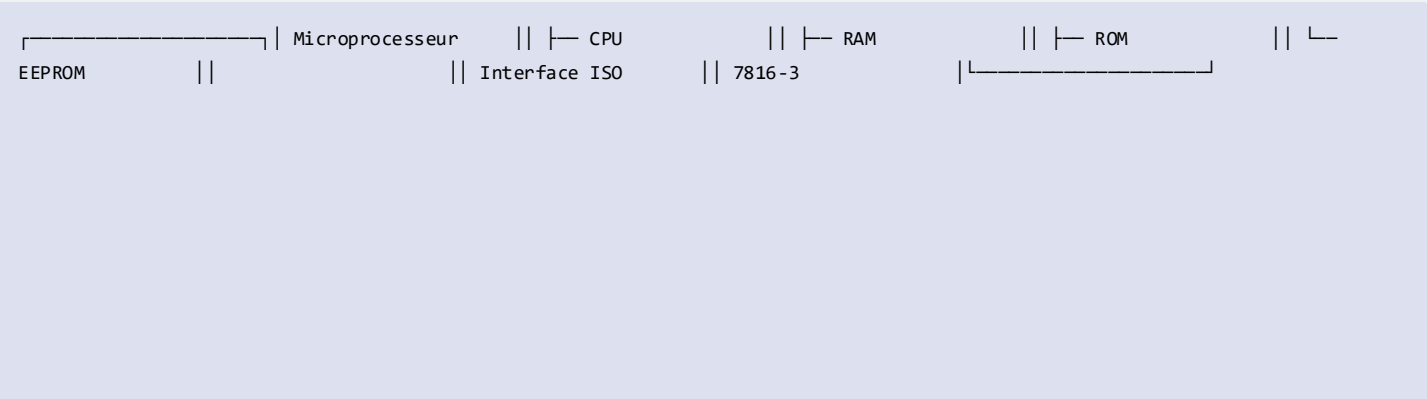 ┌─────────────────────┐│ Microprocesseur     ││ ├── CPU             ││ ├── RAM             ││ ├── ROM             ││ └──
EEPROM          ││                     ││ Interface ISO       ││ 7816-3              │└─────────────────────┘